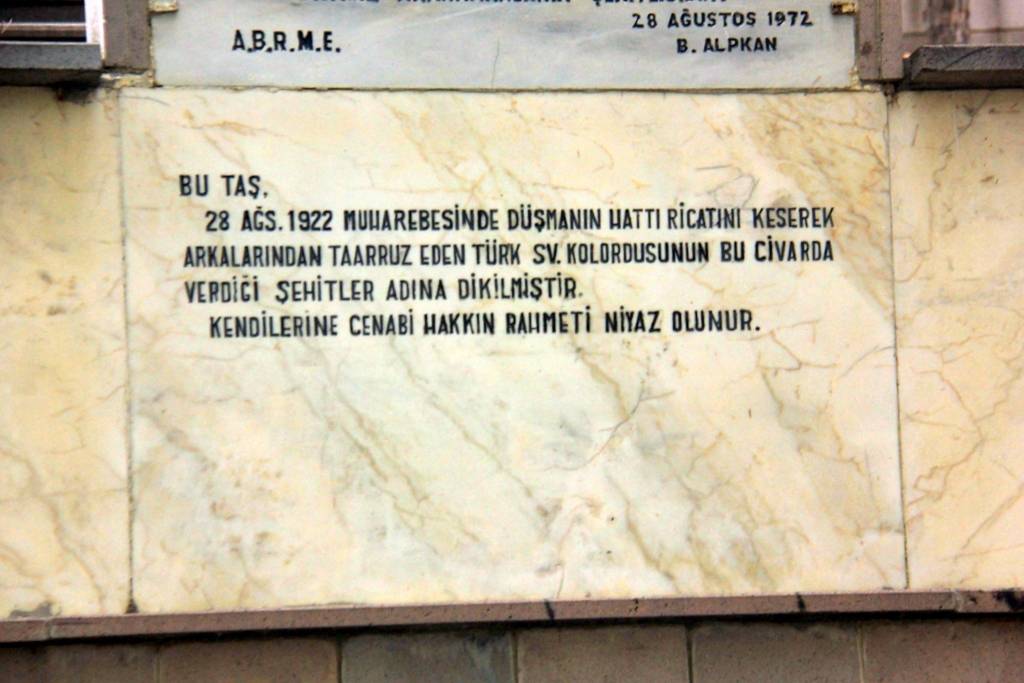 28 AĞUSTOS 1972
A.B.R.M.E.
B. ALPKAN
BU TAŞ.
28 AĞS. 1922 MUHAREBESİNDE DÜŞMANIN HATTI RİCATINI KESEREK
ARKALARINDAN TAARRUZ EDEN TÜRK SV. KOLORDUSUNUN BU CİVARDA
VERDİĞİ ŞEHİTLER ADINA DİKİLMİŞTİR.
KENDİLERİNE CENABİ HAKKIN RAHMETİ NİYAZ OLUNUR.